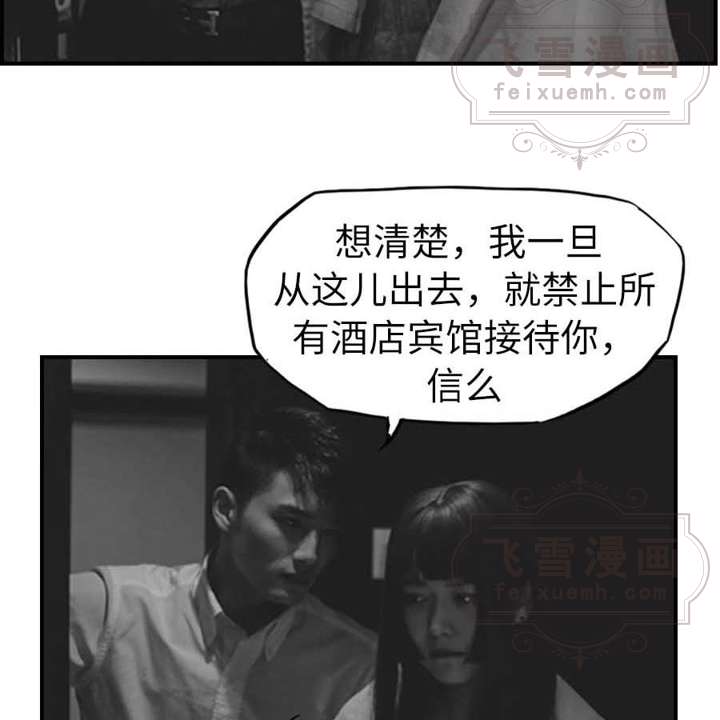 飞雪漫画
feixuemh.com
想清楚，我一旦
从这儿出去，就禁止所
有酒店宾馆接待你，
信么
飞雪漫画
feixuemh.com